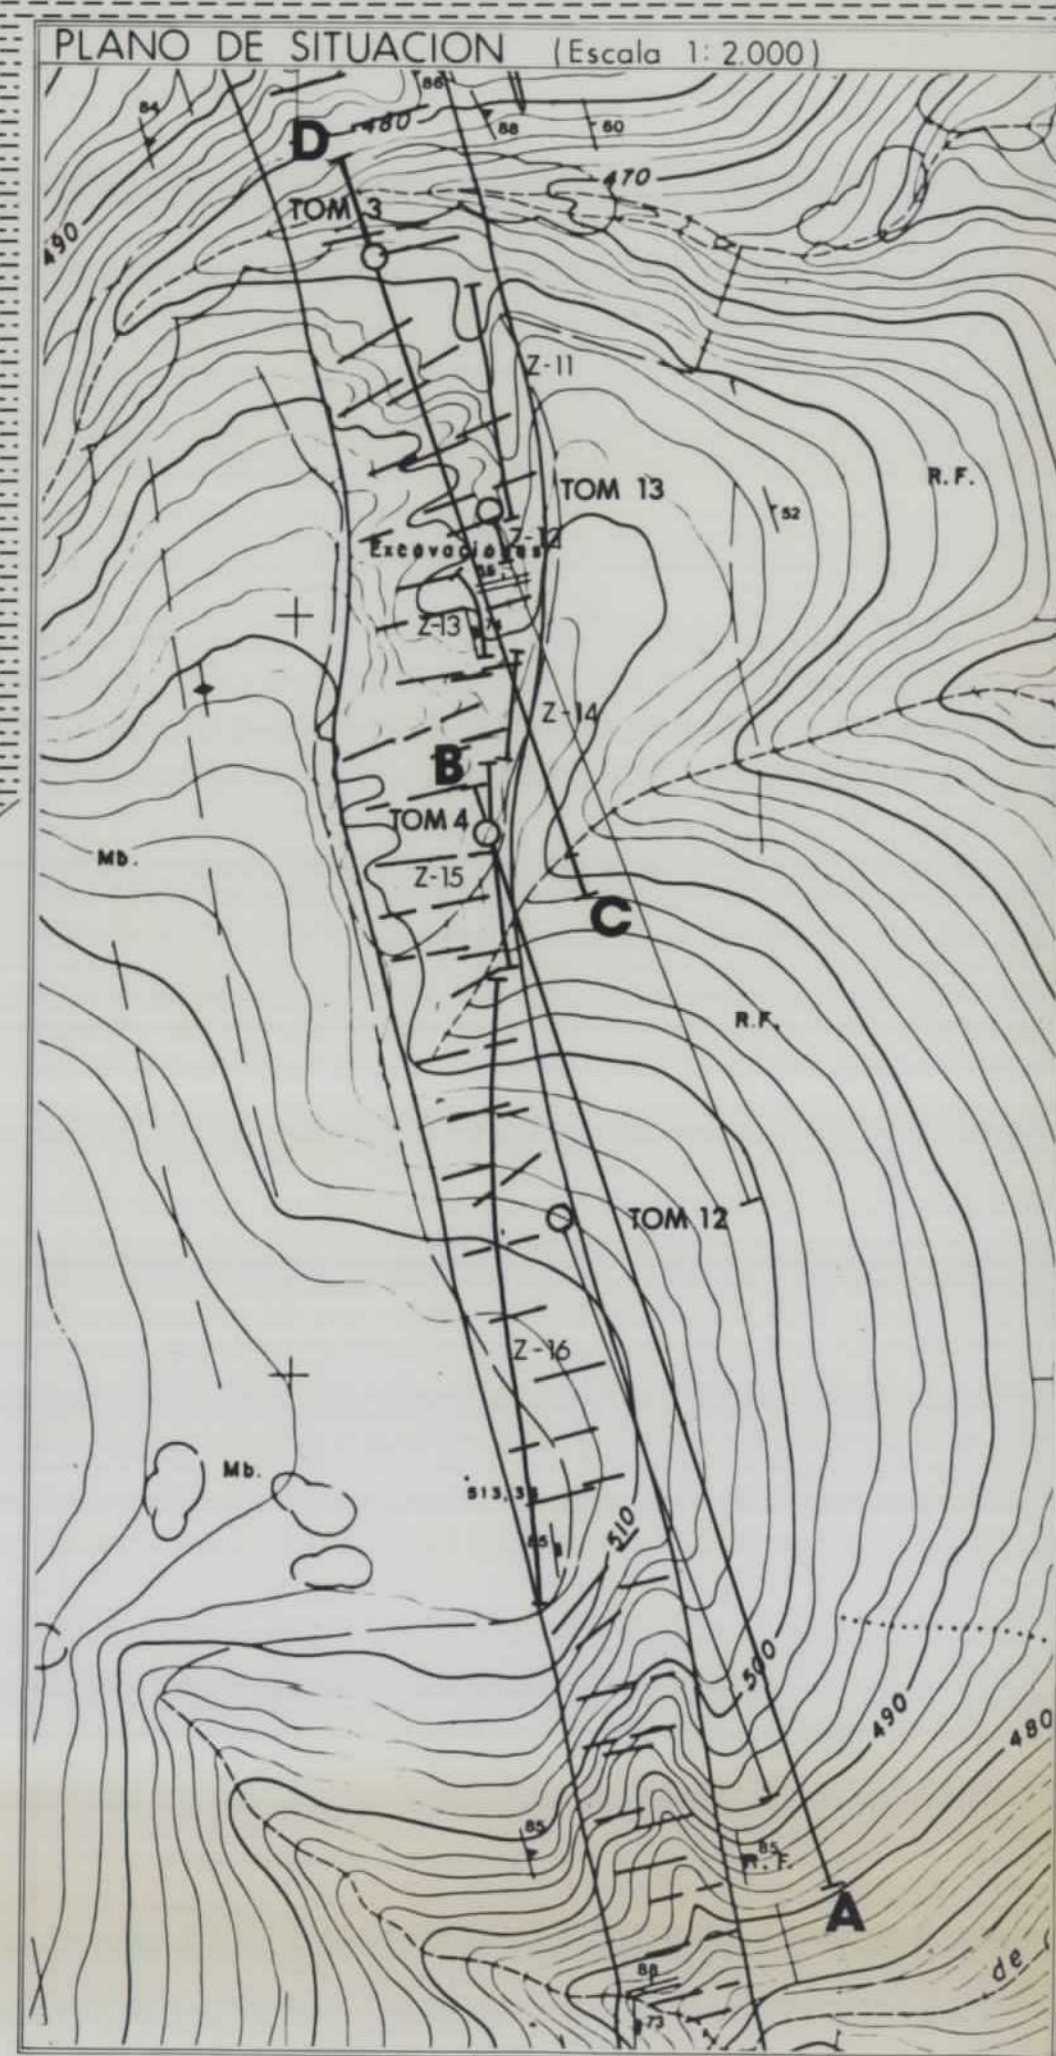 PLANO DE SITUACION (Escala 1: 2.000)
86
84
88
60
D
480
470
TOM 3
490
Z-11
TOM 13
R.F.
52
Z-12
Excavaciones
Z-13
Z-14
B
TOM 4
Mb.
Z-15
C
R.F.
TOM 12
Z-16
Mb.
85
510
500
490
480
85
85
R.F.
A
de
88
73